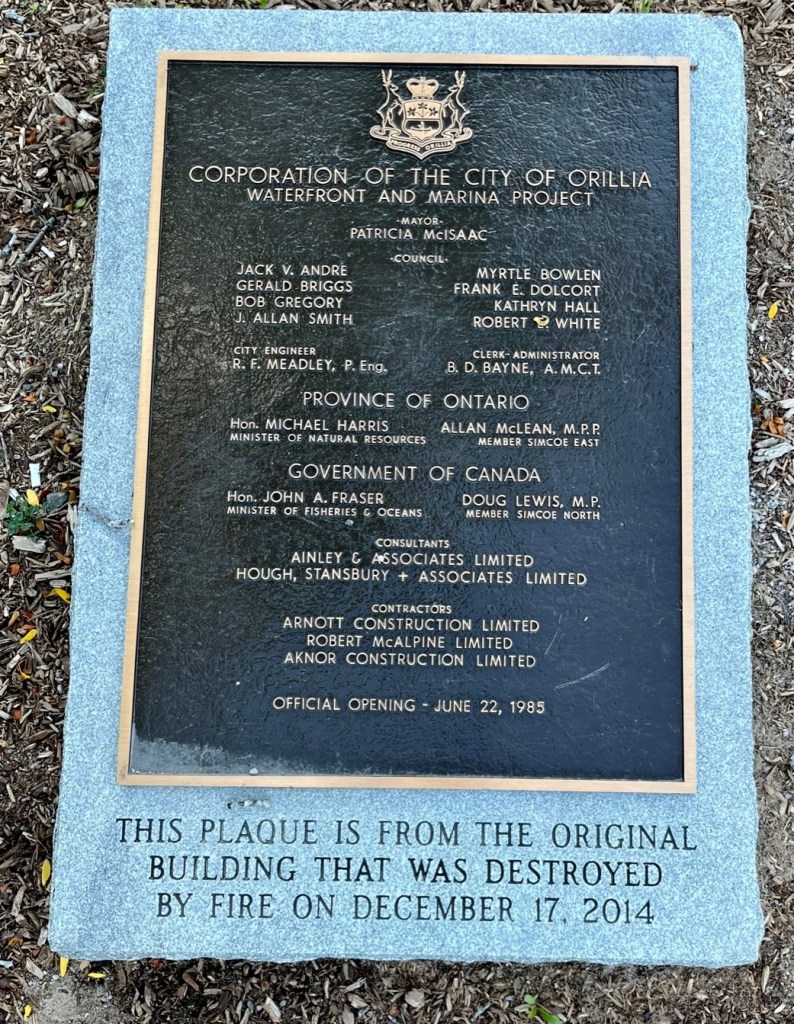 PROGRESS ORILLIA
CORPORATION OF THE CITY OF ORILLIA
WATERFRONT AND MARINA PROJECT
·MAYOR·
PATRICIA McISAAC
·COUNCIL·
JACK V. ANDRE MYRTLE BOWLEN
GERALD BRIGGS FRANK E. DOLCORT
BOB GREGORY KATHRYN HALL
J. ALLAN SMITH ROBERT WHITE
CITY ENGINEER CLERK-ADMINISTRATOR
R. F. MEADLEY, P. Eng. B. D. BAYNE, A.M.C.T.
PROVINCE OF ONTARIO
Hon. MICHAEL HARRIS ALLAN McLEAN, M.P.P.
MINISTER OF NATURAL RESOURCES MEMBER SIMCOE EAST
GOVERNMENT OF CANADA
Hon. JOHN A. FRASER DOUG LEWIS, M.P.
MINISTER OF FISHERIES & OCEANS MEMBER SIMCOE NORTH
CONSULTANTS
AINLEY & ASSOCIATES LIMITED
HOUGH, STANSBURY + ASSOCIATES LIMITED
CONTRACTORS
ARNOTT CONSTRUCTION LIMITED
ROBERT McALPINE LIMITED
AKNOR CONSTRUCTION LIMITED
OFFICIAL OPENING - JUNE 22, 1985
THIS PLAQUE IS FROM THE ORIGINAL
BUILDING THAT WAS DESTROYED
BY FIRE ON DECEMBER 17, 2014